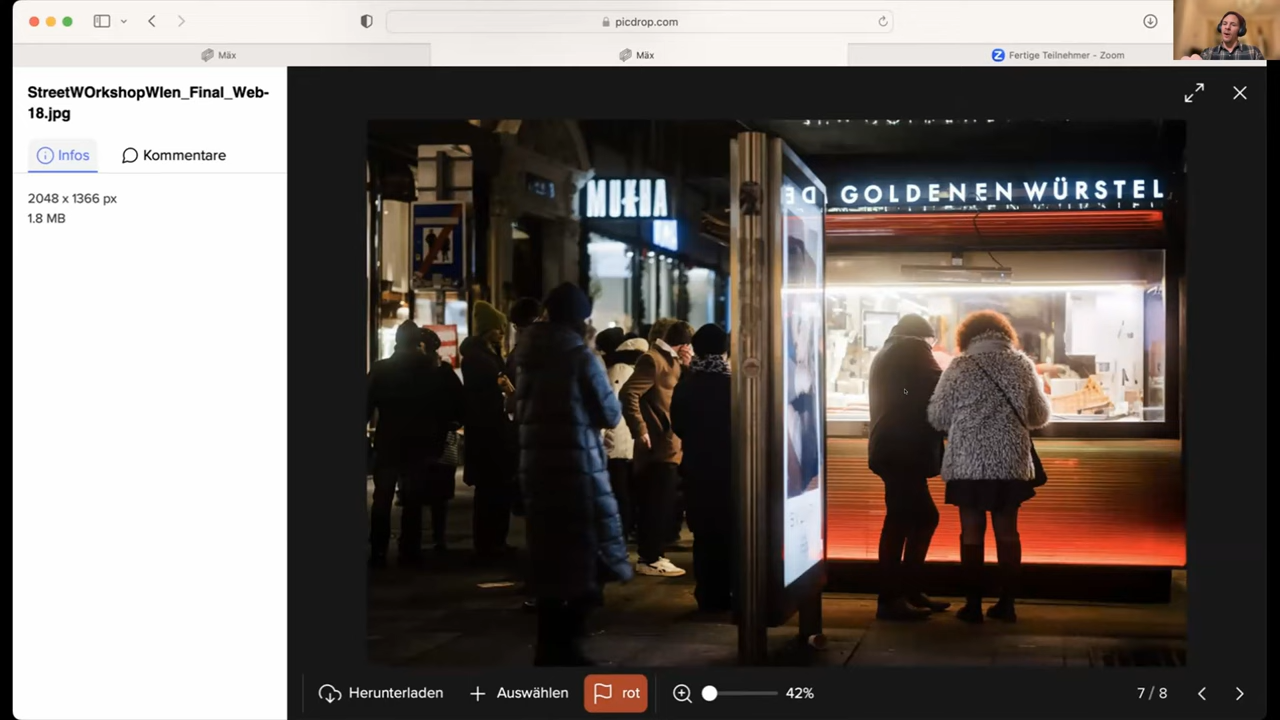 picdrop.com
Mäx
Mäx
Fertige Teilnehmer - Zoom
StreetWOrkshopWIen_Final_Web-
18.jpg
Infos
Kommentare
2048 x 1366 px
1.8 MB
MUKHA
GOLDENEN WÜRSTEL
Herunterladen
Auswählen
rot
42%
7 / 8